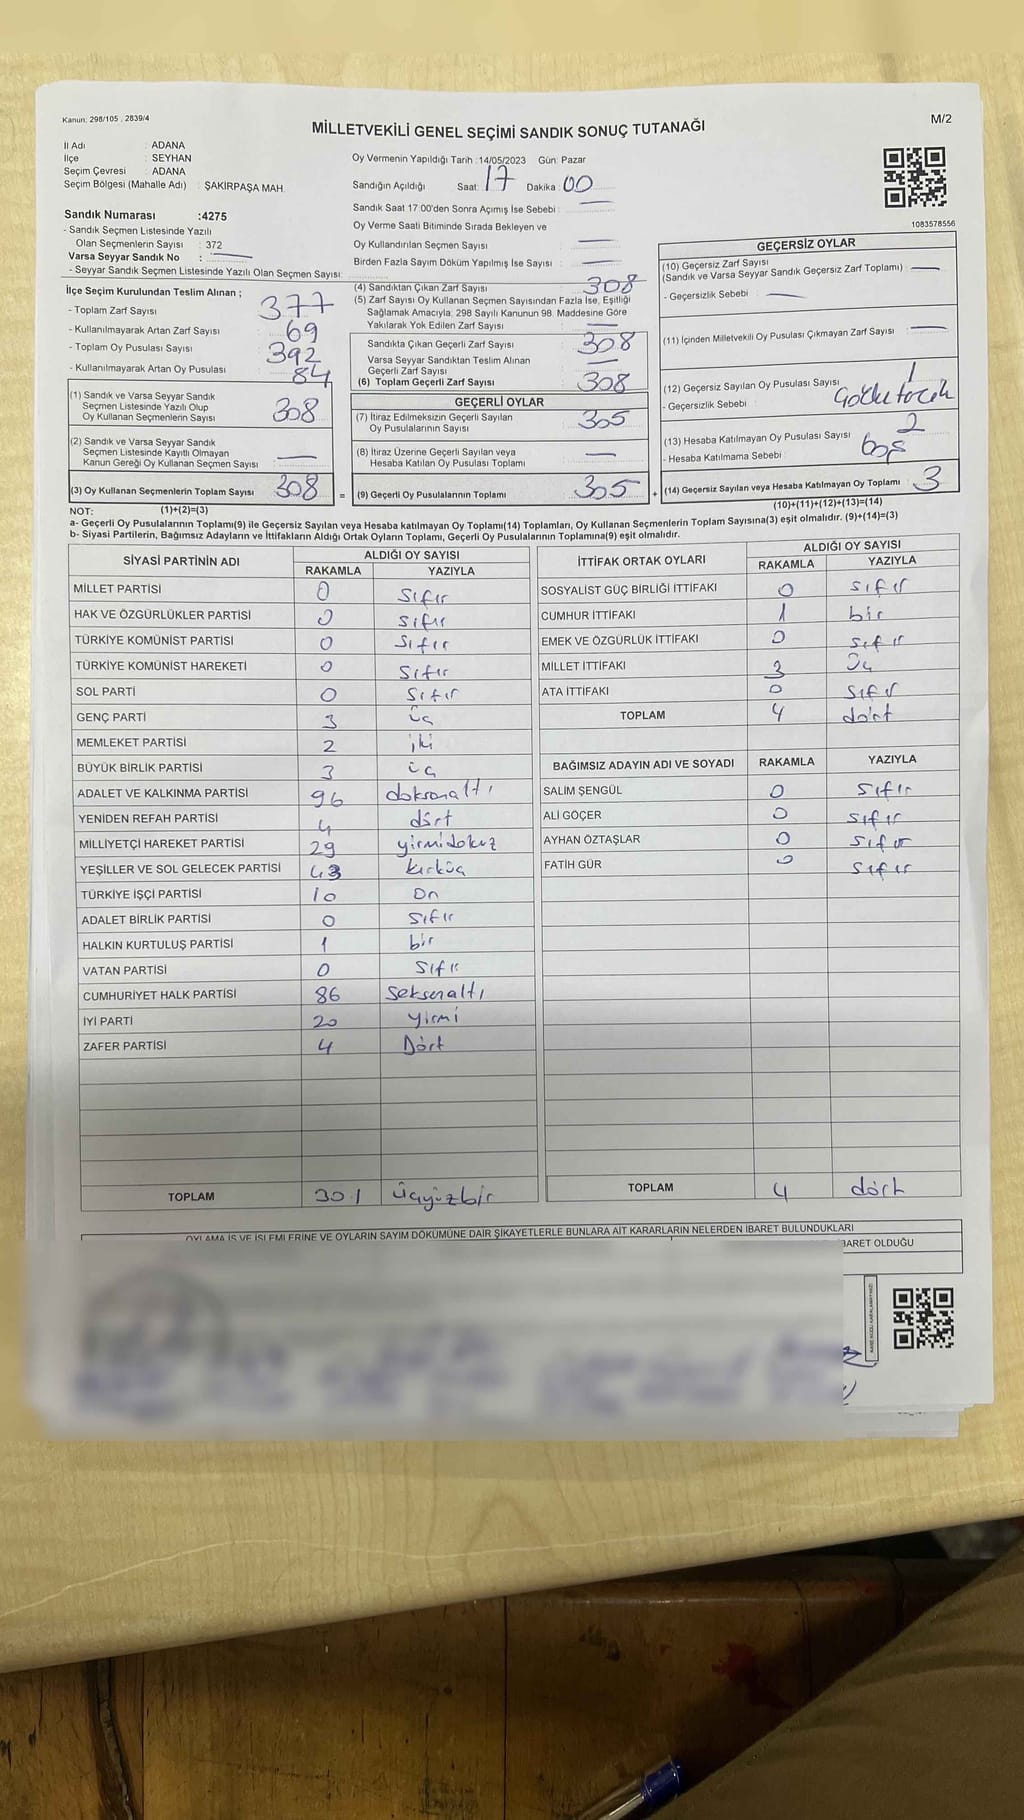 Kanun: 298/105 , 2839/4
MİLLETVEKİLİ GENEL SEÇİMİ SANDIK SONUÇ TUTANAĞI
M/2
İl Adı : ADANA
İlçe : SEYHAN
Seçim Çevresi : ADANA
Seçim Bölgesi (Mahalle Adı) : ŞAKİRPAŞA MAH.
Sandık Numarası :4275
- Sandık Seçmen Listesinde Yazılı
Olan Seçmenlerin Sayısı : 372
Varsa Seyyar Sandık No :
- Seyyar Sandık Seçmen Listesinde Yazılı Olan Seçmen Sayısı:
Oy Vermenin Yapıldığı Tarih :14/05/2023 Gün: Pazar
Sandığın Açıldığı Saat: 17 Dakika : 00
Sandık Saat 17:00'den Sonra Açımış İse Sebebi :
Oy Verme Saati Bitiminde Sırada Bekleyen ve
Oy Kullandırılan Seçmen Sayısı :
Birden Fazla Sayım Döküm Yapılmış İse Sayısı :
1083578556
İlçe Seçim Kurulundan Teslim Alınan ;
- Toplam Zarf Sayısı : 377
- Kullanılmayarak Artan Zarf Sayısı : 69
- Toplam Oy Pusulası Sayısı : 392
- Kullanılmayarak Artan Oy Pusulası : 84
(1) Sandık ve Varsa Seyyar Sandık
Seçmen Listesinde Yazılı Olup
Oy Kullanan Seçmenlerin Sayısı : 308
(2) Sandık ve Varsa Seyyar Sandık
Seçmen Listesinde Kayıtlı Olmayan
Kanun Gereği Oy Kullanan Seçmen Sayısı :
(3) Oy Kullanan Seçmenlerin Toplam Sayısı : 308
(4) Sandıktan Çıkan Zarf Sayısı : 308
(5) Zarf Sayısı Oy Kullanan Seçmen Sayısından Fazla İse, Eşitliği
Sağlamak Amacıyla, 298 Sayılı Kanunun 98. Maddesine Göre
Yakılarak Yok Edilen Zarf Sayısı :
Sandıkta Çıkan Geçerli Zarf Sayısı : 308
Varsa Seyyar Sandıktan Teslim Alınan
Geçerli Zarf Sayısı :
(6) Toplam Geçerli Zarf Sayısı : 308
GEÇERLİ OYLAR
(7) İtiraz Edilmeksizin Geçerli Sayılan
Oy Pusulalarının Sayısı : 305
(8) İtiraz Üzerine Geçerli Sayılan veya
Hesaba Katılan Oy Pusulası Toplamı :
= (9) Geçerli Oy Pusulalarının Toplamı : 305 +
GEÇERSİZ OYLAR
(10) Geçersiz Zarf Sayısı
(Sandık ve Varsa Seyyar Sandık Geçersiz Zarf Toplamı) :
- Geçersizlik Sebebi :
(11) İçinden Milletvekili Oy Pusulası Çıkmayan Zarf Sayısı :
(12) Geçersiz Sayılan Oy Pusulası Sayısı : 1
- Geçersizlik Sebebi :
(13) Hesaba Katılmayan Oy Pusulası Sayısı : 2
- Hesaba Katılmama Sebebi : boş
(14) Geçersiz Sayılan veya Hesaba Katılmayan Oy Toplamı : 3
NOT: (1)+(2)=(3)
(10)+(11)+(12)+(13)=(14)
a- Geçerli Oy Pusulalarının Toplamı(9) ile Geçersiz Sayılan veya Hesaba katılmayan Oy Toplamı(14) Toplamları, Oy Kullanan Seçmenlerin Toplam Sayısına(3) eşit olmalıdır. (9)+(14)=(3)
b- Siyasi Partilerin, Bağımsız Adayların ve İttifakların Aldığı Ortak Oyların Toplamı, Geçerli Oy Pusulalarının Toplamına(9) eşit olmalıdır.
SİYASİ PARTİNİN ADI ALDIĞI OY SAYISI
RAKAMLA YAZIYLA
MİLLET PARTİSİ 0 Sıfır
HAK VE ÖZGÜRLÜKLER PARTİSİ 0 Sıfır
TÜRKİYE KOMÜNİST PARTİSİ 0 Sıfır
TÜRKİYE KOMÜNİST HAREKETİ 0 Sıfır
SOL PARTİ 0 Sıfır
GENÇ PARTİ 3 üç
MEMLEKET PARTİSİ 2 iki
BÜYÜK BİRLİK PARTİSİ 3 üç
ADALET VE KALKINMA PARTİSİ 96 doksanaltı
YENİDEN REFAH PARTİSİ 4 dört
MİLLİYETÇİ HAREKET PARTİSİ 29 yirmidokuz
YEŞİLLER VE SOL GELECEK PARTİSİ 43 kırküç
TÜRKİYE İŞÇİ PARTİSİ 10 On
ADALET BİRLİK PARTİSİ 0 Sıfır
HALKIN KURTULUŞ PARTİSİ 1 bir
VATAN PARTİSİ 0 Sıfır
CUMHURİYET HALK PARTİSİ 86 Seksenaltı
İYİ PARTİ 20 yirmi
ZAFER PARTİSİ 4 Dört
TOPLAM 301 Üçyüzbir
İTTİFAK ORTAK OYLARI ALDIĞI OY SAYISI
RAKAMLA YAZIYLA
SOSYALİST GÜÇ BİRLİĞİ İTTİFAKI 0 Sıfır
CUMHUR İTTİFAKI 1 bir
EMEK VE ÖZGÜRLÜK İTTİFAKI 0 Sıfır
MİLLET İTTİFAKI 3 Üç
ATA İTTİFAKI 0 Sıfır
TOPLAM 4 dört
BAĞIMSIZ ADAYIN ADI VE SOYADI RAKAMLA YAZIYLA
SALİM ŞENGÜL 0 Sıfır
ALİ GÖÇER 0 Sıfır
AYHAN ÖZTAŞLAR 0 Sıfır
FATİH GÜR 0 Sıfır
TOPLAM 4 dört
OYLAMA İŞ VE İŞLEMLERİNE VE OYLARIN SAYIM DÖKÜMÜNE DAİR ŞİKAYETLERLE BUNLARA AİT KARARLARIN NELERDEN İBARET BULUNDUKLARI
BARET OLDUĞU